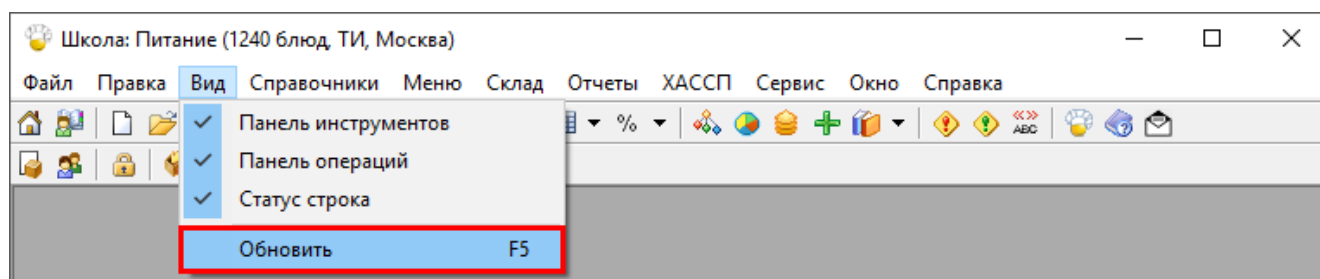 Школа: Питание (1240 блюд, ТИ, Москва)
Файл Правка Вид Справочники Меню Склад Отчеты ХАССП Сервис Окно Справка
Панель инструментов
% ABC
Панель операций
Статус строка
Обновить F5